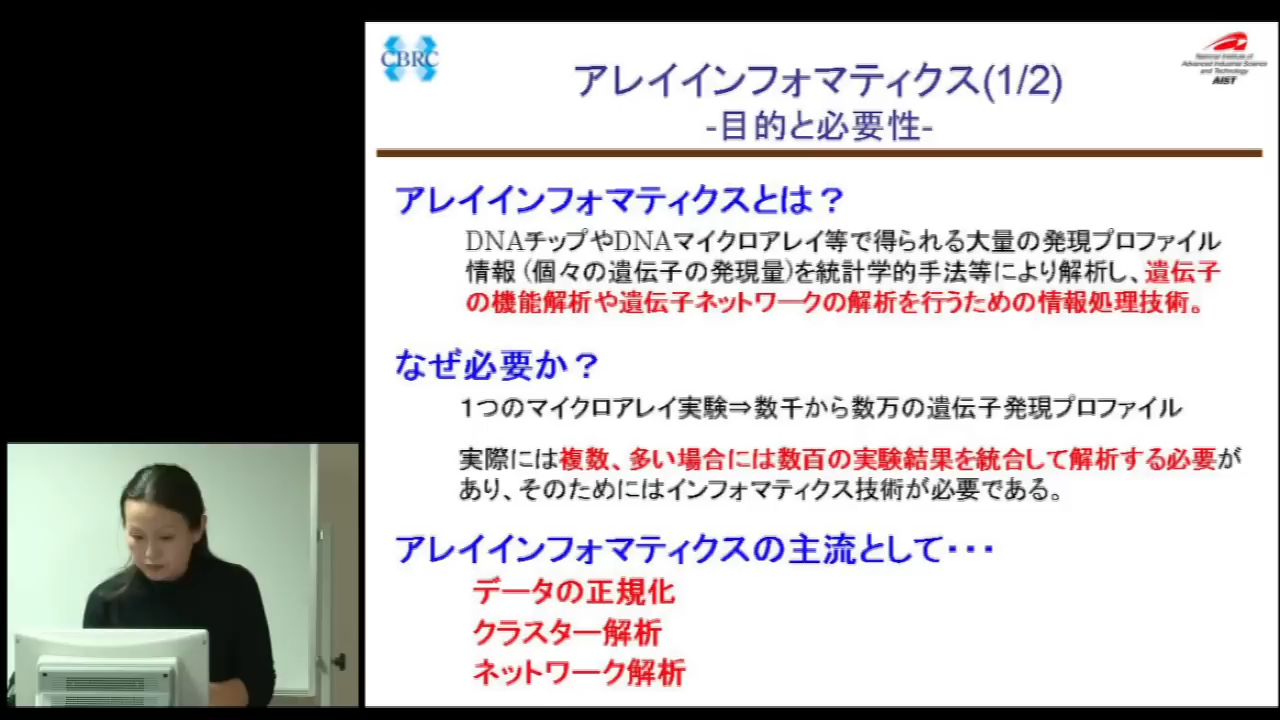 CBRC
National Institute of
Advanced Industrial Science
and Technology
AIST
アレイインフォマティクス(1/2)
-目的と必要性-
アレイインフォマティクスとは？
DNAチップやDNAマイクロアレイ等で得られる大量の発現プロファイル
情報（個々の遺伝子の発現量)を統計学的手法等により解析し、遺伝子
の機能解析や遺伝子ネットワークの解析を行うための情報処理技術。
なぜ必要か？
１つのマイクロアレイ実験⇒数千から数万の遺伝子発現プロファイル
実際には複数、多い場合には数百の実験結果を統合して解析する必要が
あり、そのためにはインフォマティクス技術が必要である。
アレイインフォマティクスの主流として・・・
データの正規化
クラスター解析
ネットワーク解析